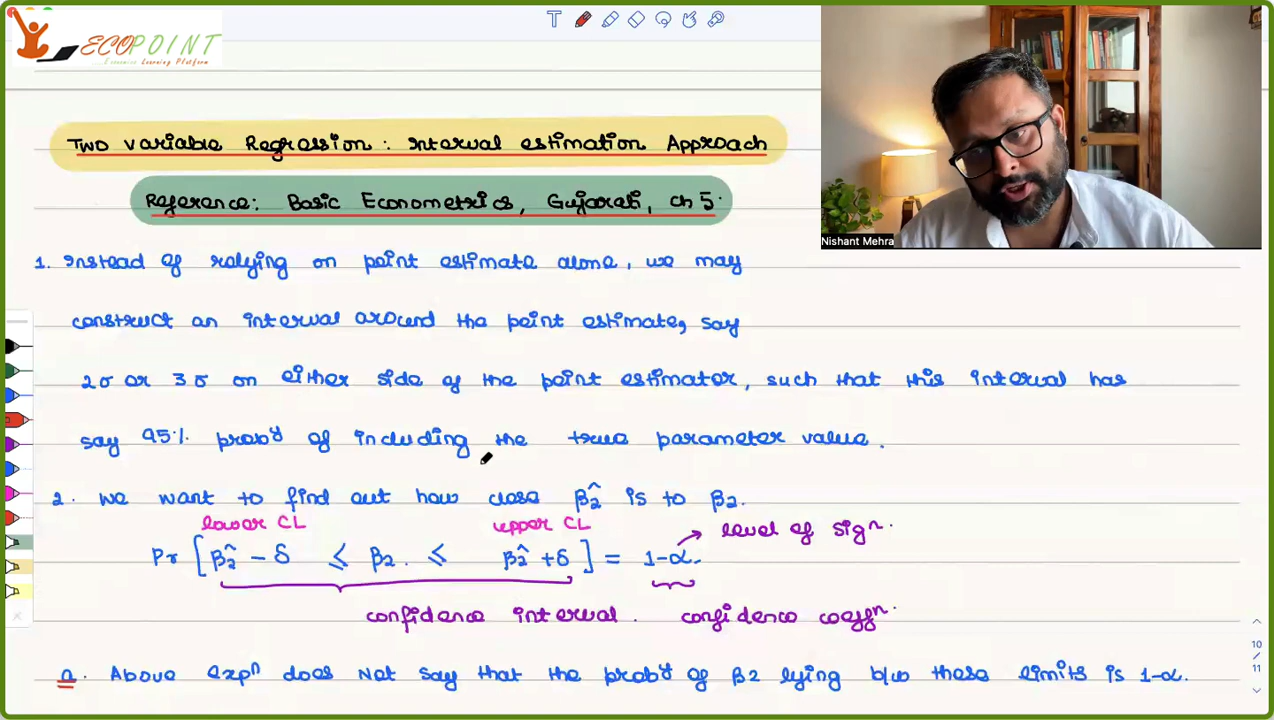 ECOPOINT
Economics Learning Platform
Two variable Regression: Interval estimation Approach
Reference: Basic Econometrics, Gujarati, Ch 5.
Nishant Mehra
1. Instead of relying on point estimate alone, we may
construct an interval around the point estimate, say
2σ or 3σ on either side of the point estimator, such that this interval has
say 95% prob^y of including the true parameter value.
2. We want to find out how close β̂2 is to β2.
lower CL upper CL level of sig^n.
Pr [β̂2 - δ ≤ β2 ≤ β̂2 + δ] = 1-α.
confidence interval. confidence coeff^n.
a. Above exp^n does not say that the prob^y of β2 lying b/w these limits is 1-α.
10
/
11